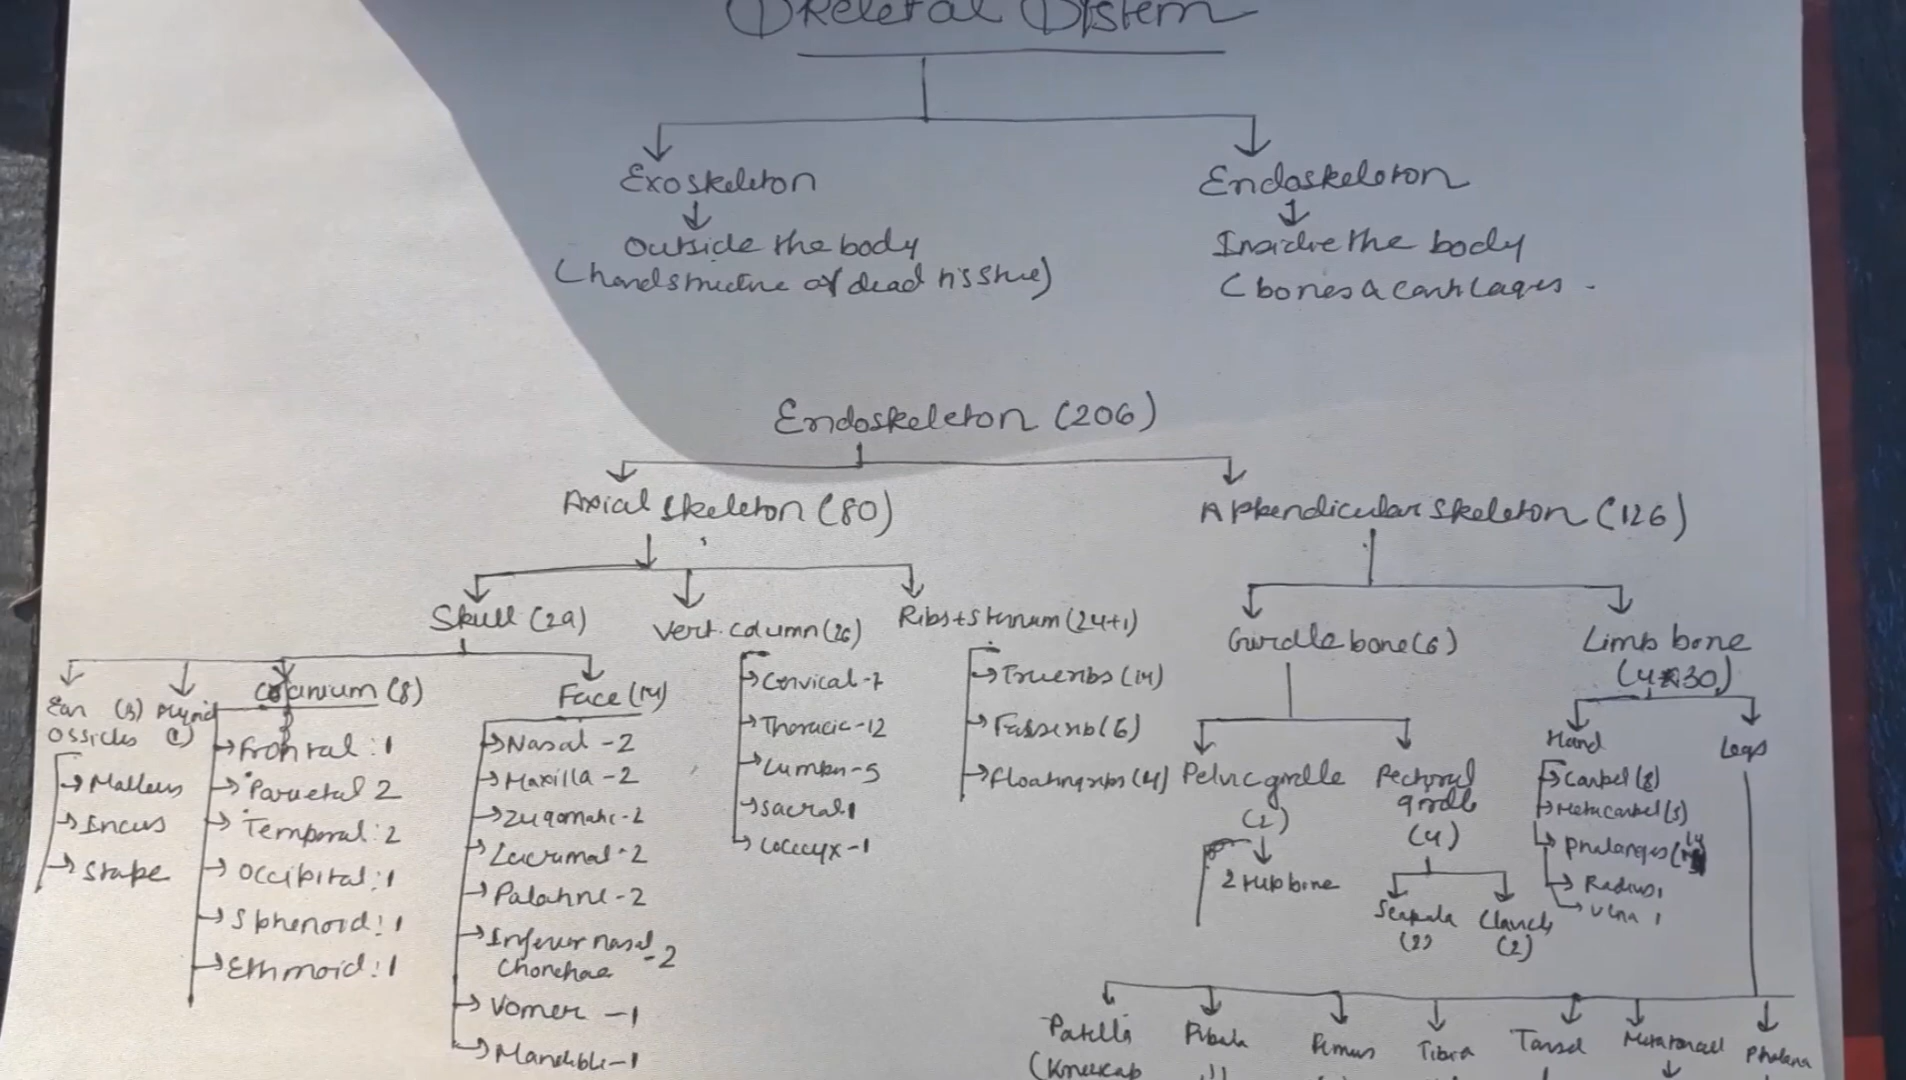 Skeletal System
Exoskeleton
Endoskeleton
Outside the body
Inside the body
(hard structure of dead tissue)
(bones & cartilages.
Endoskeleton (206)
Axial skeleton (80)
Appendicular skeleton (126)
Skull (29)
Vert. column (26)
Ribs + Sternum (24+1)
Girdle bone (6)
Limb bone
(4x30)
Ear (3)
Ossicles
Cranium (8)
Face (14)
Cervical - 7
Thoracic - 12
Lumber - 5
Sacral 1
Coccyx - 1
True ribs (14)
False rib (6)
Floating ribs (4)
Malleus
Incus
Stape
Frontal : 1
Parietal 2
Temporal : 2
Occipital : 1
Sphenoid : 1
Ethmoid : 1
Nasal - 2
Maxilla - 2
Zygomatic - 2
Lacrimal - 2
Palatine - 2
Inferior nasal - 2
Chonchae
Vomer - 1
Mandible - 1
Pelvic girdle
(2)
2 hip bone
Pectoral
girdle
(4)
Scapula
(2)
Clavicle
(2)
Hand
Carpel (8)
Metacarpel (5)
Phalanges (14
Radius 1
Ulna 1
Legs
Patella
(Kneecap
Fibula
Femur
Tibia
Tarsal